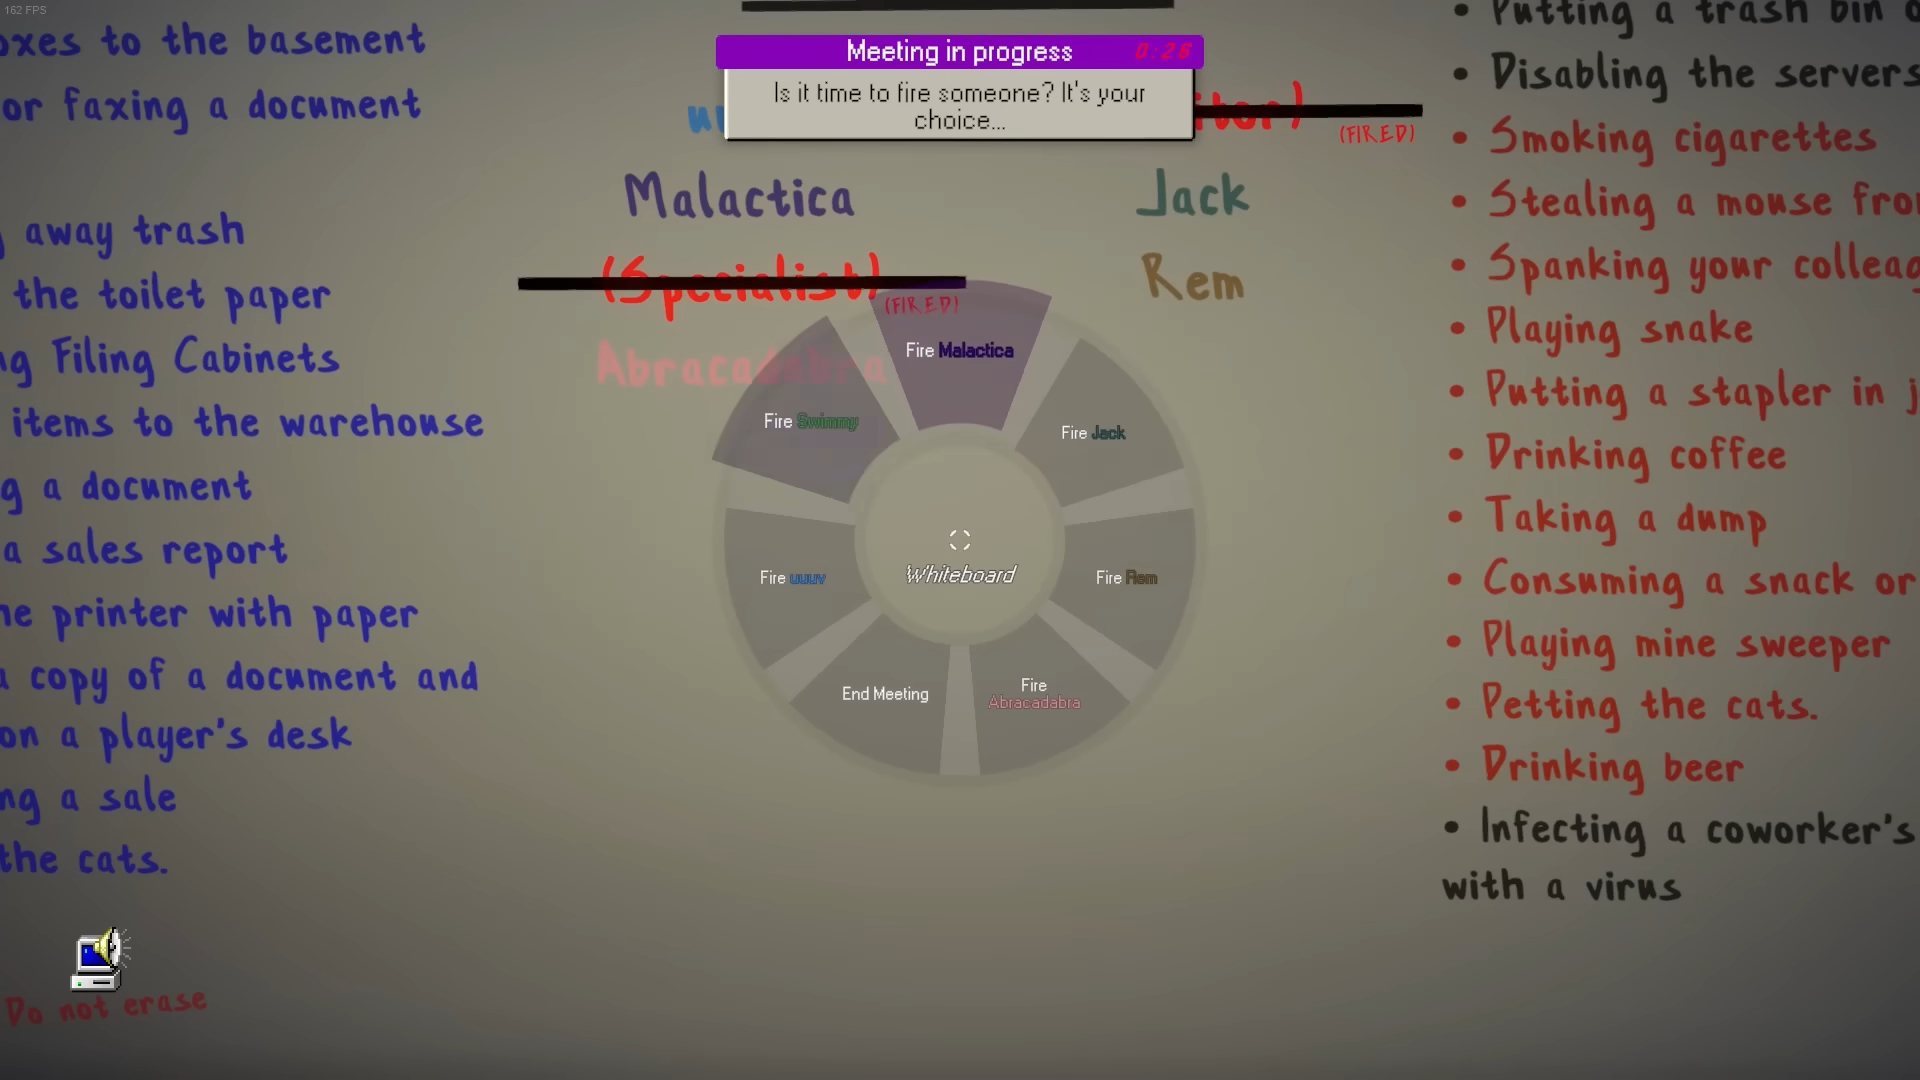 162 FPS
oxes to the basement
or faxing a document
away trash
the toilet paper
Filing Cabinets
items to the warehouse
a document
a sales report
printer with paper
copy of a document and
on a player's desk
a sale
the cats.
Do not erase
Meeting in progress 0:26
Is it time to fire someone? It's your
choice...
(FIRED)
Malactica
Jack
(Specialist)
(FIRED)
Rem
Abracadabra
Fire Malactica
Fire Swimmy
Fire Jack
Fire uuuv
Whiteboard
Fire Rem
End Meeting
Fire
Abracadabra
• Putting a trash bin
• Disabling the servers
• Smoking cigarettes
• Stealing a mouse fro
• Spanking your colleag
• Playing snake
• Putting a stapler in j
• Drinking coffee
• Taking a dump
• Consuming a snack or
• Playing mine sweeper
• Petting the cats.
• Drinking beer
• Infecting a coworker's
with a virus